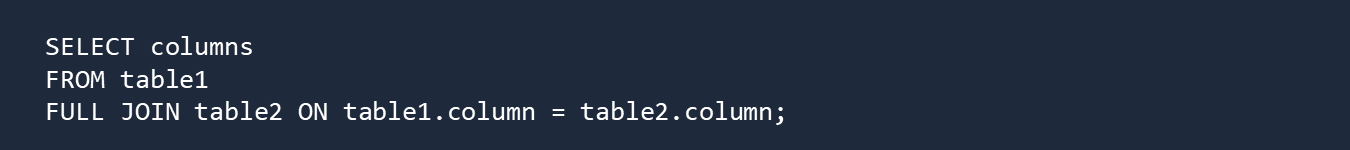 SELECT columns
FROM table1
FULL JOIN table2 ON table1.column = table2.column;